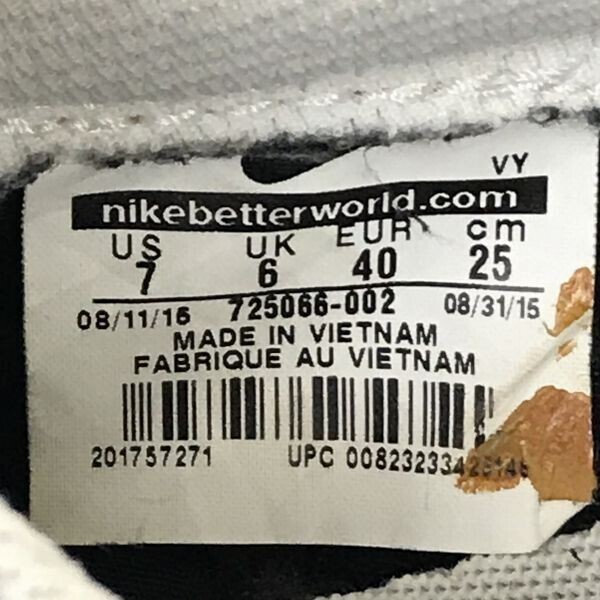 VY
nikebetterworld.com
US UK EUR cm
7 6 40 25
08/11/15 725066-002 08/31/15
MADE IN VIETNAM
FABRIQUE AU VIETNAM
201757271 UPC